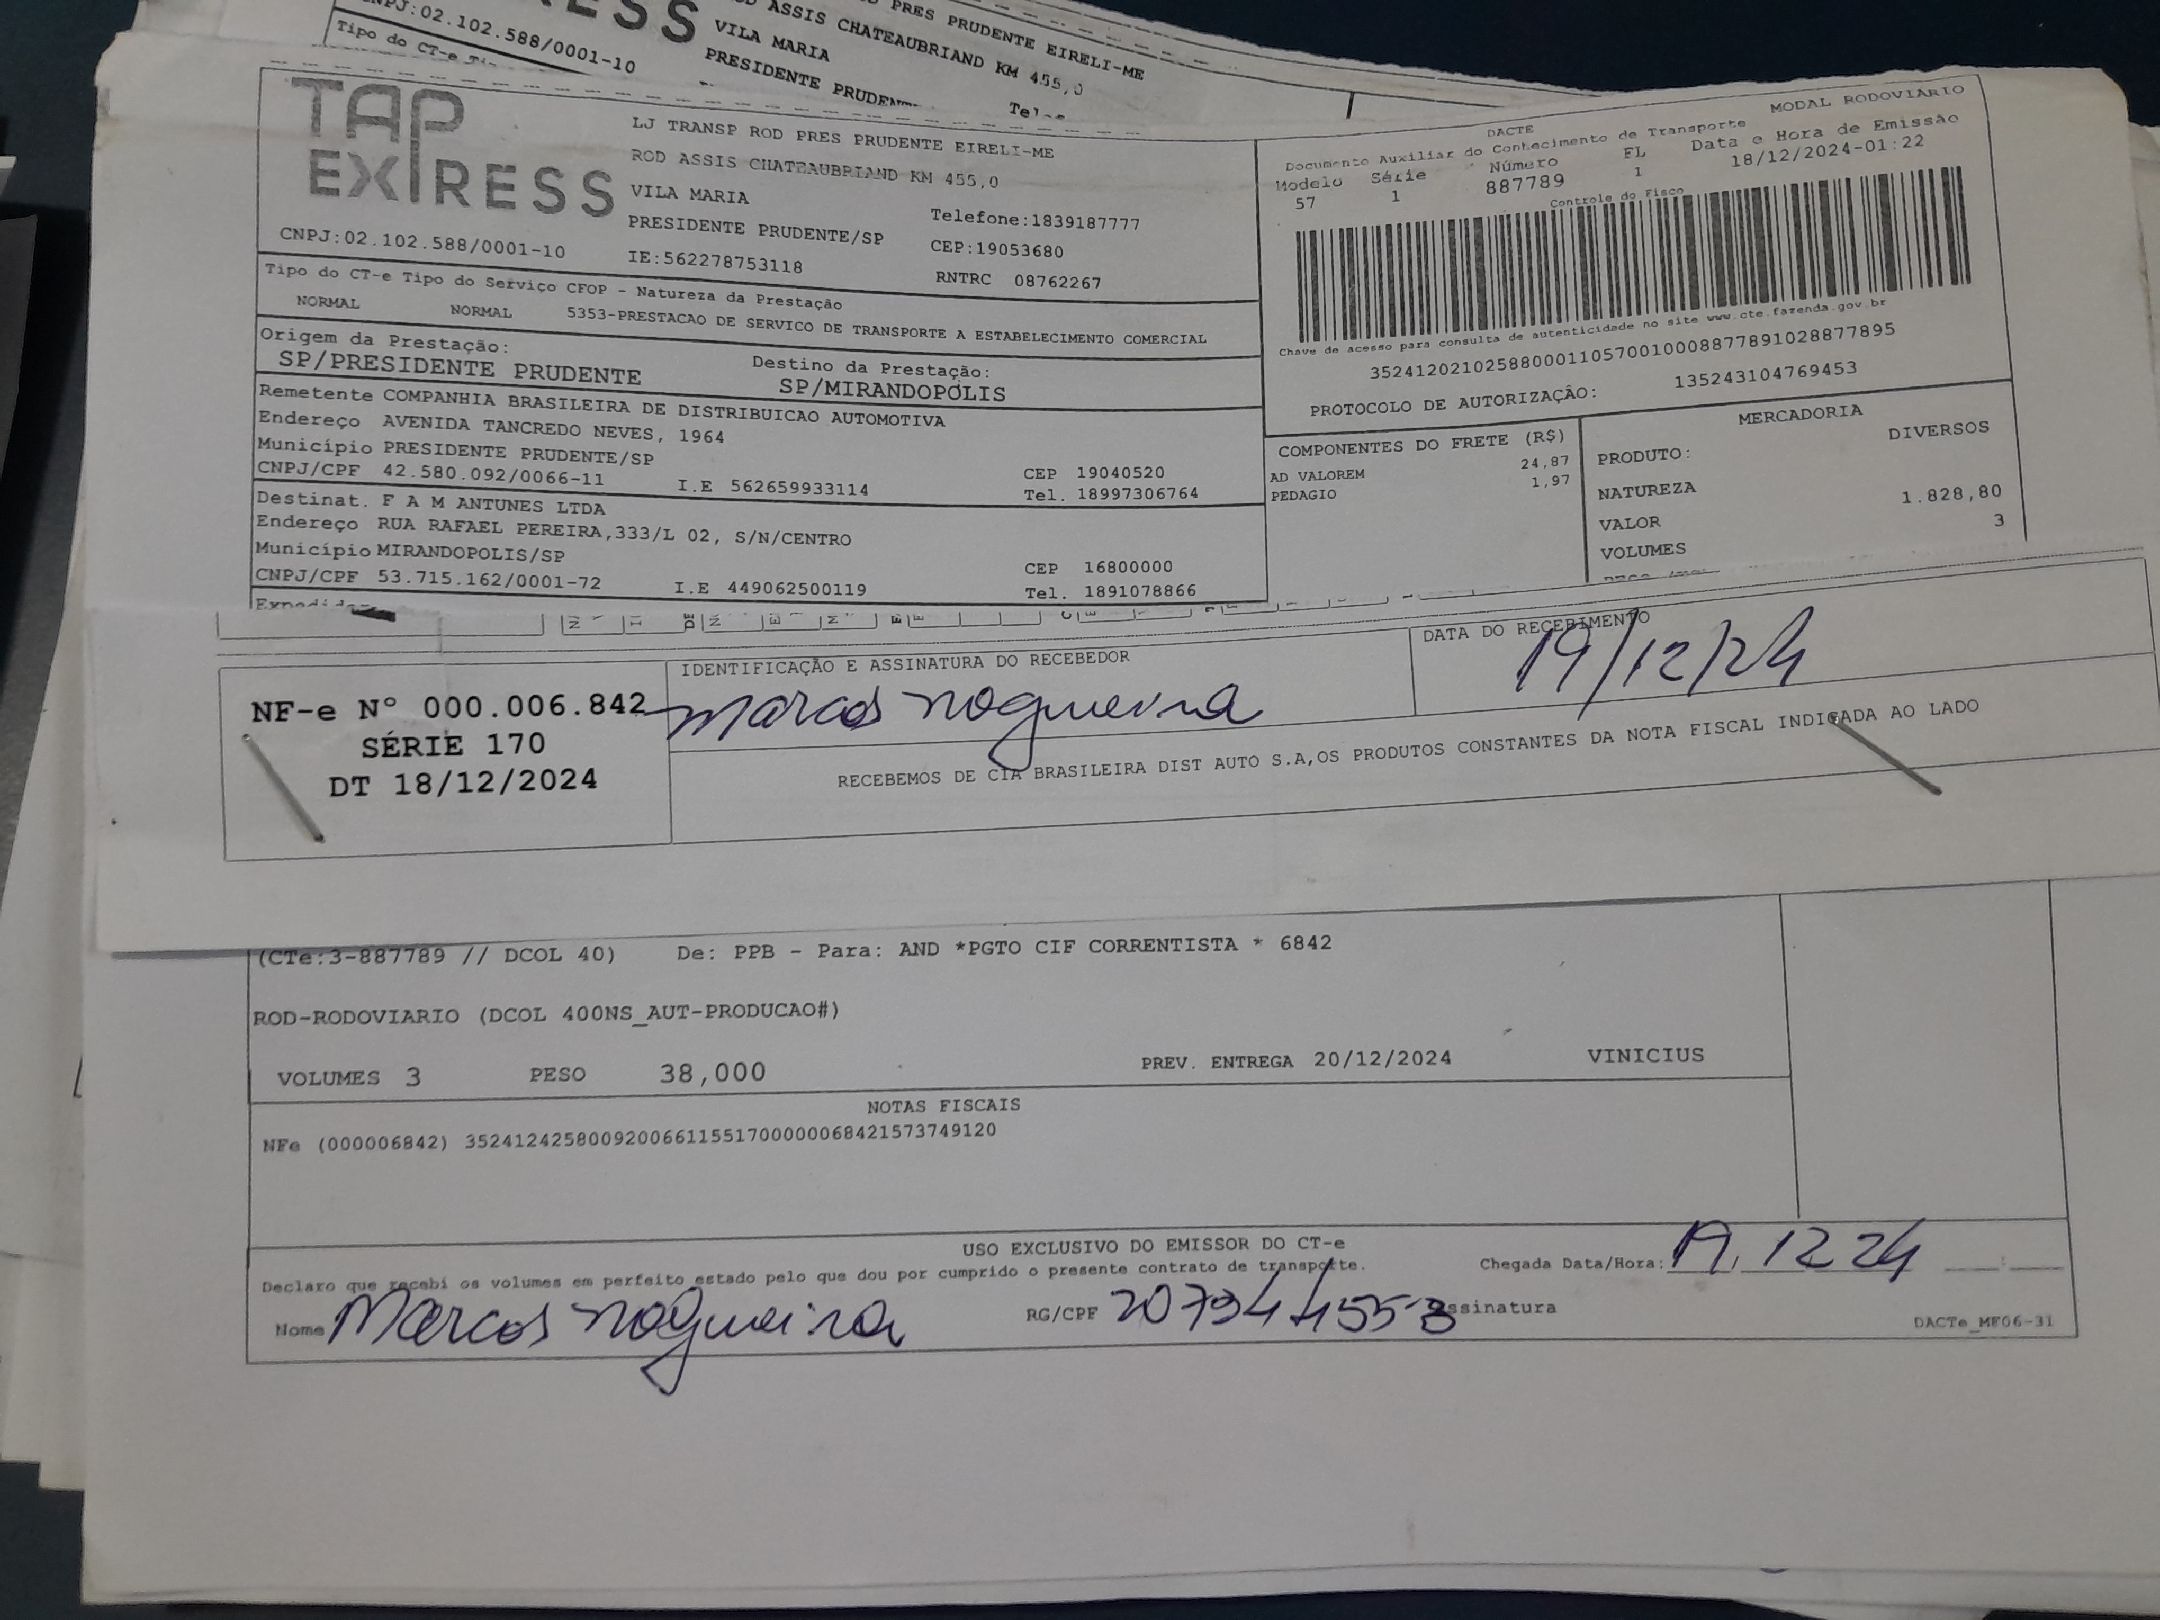 CNPJ:02.102.588/0001-10
Tipo do CT-e
PRES PRUDENTE EIRELI-ME
ASSIS CHATEAUBRIAND KM 455,0
VILA MARIA
PRESIDENTE
TAP EXPRESS
CNPJ:02.102.588/0001-10
LJ TRANSP ROD PRES PRUDENTE EIRELI-ME
ROD ASSIS CHATEAUBRIAND KM 455,0
VILA MARIA
PRESIDENTE PRUDENTE/SP
IE:562278753118
Telefone:1839187777
CEP:19053680
RNTRC 08762267
MODAL RODOVIARIO
DACTE
Documento Auxiliar do Conhecimento de Transporte
Modelo Série Número FL Data e Hora de Emissão
57 1 887789 1 18/12/2024-01:22
Controle do Fisco
Chave de acesso para consulta de autenticidade no site www.cte.fazenda.gov.br
35241202102588000110570010008877891028877895
PROTOCOLO DE AUTORIZAÇÃO: 135243104769453
Tipo do CT-e Tipo do Serviço CFOP - Natureza da Prestação
NORMAL NORMAL 5353-PRESTACAO DE SERVICO DE TRANSPORTE A ESTABELECIMENTO COMERCIAL
Origem da Prestação: Destino da Prestação:
SP/PRESIDENTE PRUDENTE SP/MIRANDOPOLIS
Remetente COMPANHIA BRASILEIRA DE DISTRIBUICAO AUTOMOTIVA
Endereço AVENIDA TANCREDO NEVES, 1964
Município PRESIDENTE PRUDENTE/SP CEP 19040520
CNPJ/CPF 42.580.092/0066-11 I.E 562659933114 Tel. 18997306764
Destinat. F A M ANTUNES LTDA
Endereço RUA RAFAEL PEREIRA,333/L 02, S/N/CENTRO
Município MIRANDOPOLIS/SP CEP 16800000
CNPJ/CPF 53.715.162/0001-72 I.E 449062500119 Tel. 1891078866
COMPONENTES DO FRETE (R$)
AD VALOREM 24,87
PEDAGIO 1,97
MERCADORIA
PRODUTO: DIVERSOS
NATUREZA
VALOR 1.828,80
VOLUMES 3
NF-e Nº 000.006.842
SÉRIE 170
DT 18/12/2024
IDENTIFICAÇÃO E ASSINATURA DO RECEBEDOR
Marcos Nogueira
DATA DO RECEBIMENTO
19/12/24
RECEBEMOS DE CIA BRASILEIRA DIST AUTO S.A,OS PRODUTOS CONSTANTES DA NOTA FISCAL INDICADA AO LADO
(CTe:3-887789 // DCOL 40) De: PPB - Para: AND *PGTO CIF CORRENTISTA * 6842
ROD-RODOVIARIO (DCOL 400NS_AUT-PRODUCAO#)
VOLUMES 3 PESO 38,000 PREV. ENTREGA 20/12/2024 VINICIUS
NOTAS FISCAIS
NFe (000006842) 35241242580092006611551700000068421573749120
USO EXCLUSIVO DO EMISSOR DO CT-e
Declaro que recebi os volumes em perfeito estado pelo que dou por cumprido o presente contrato de transporte.
Chegada Data/Hora: 19, 12 24
Nome Marcos Nogueira RG/CPF 207944553 Assinatura
DACTe_MF06-31